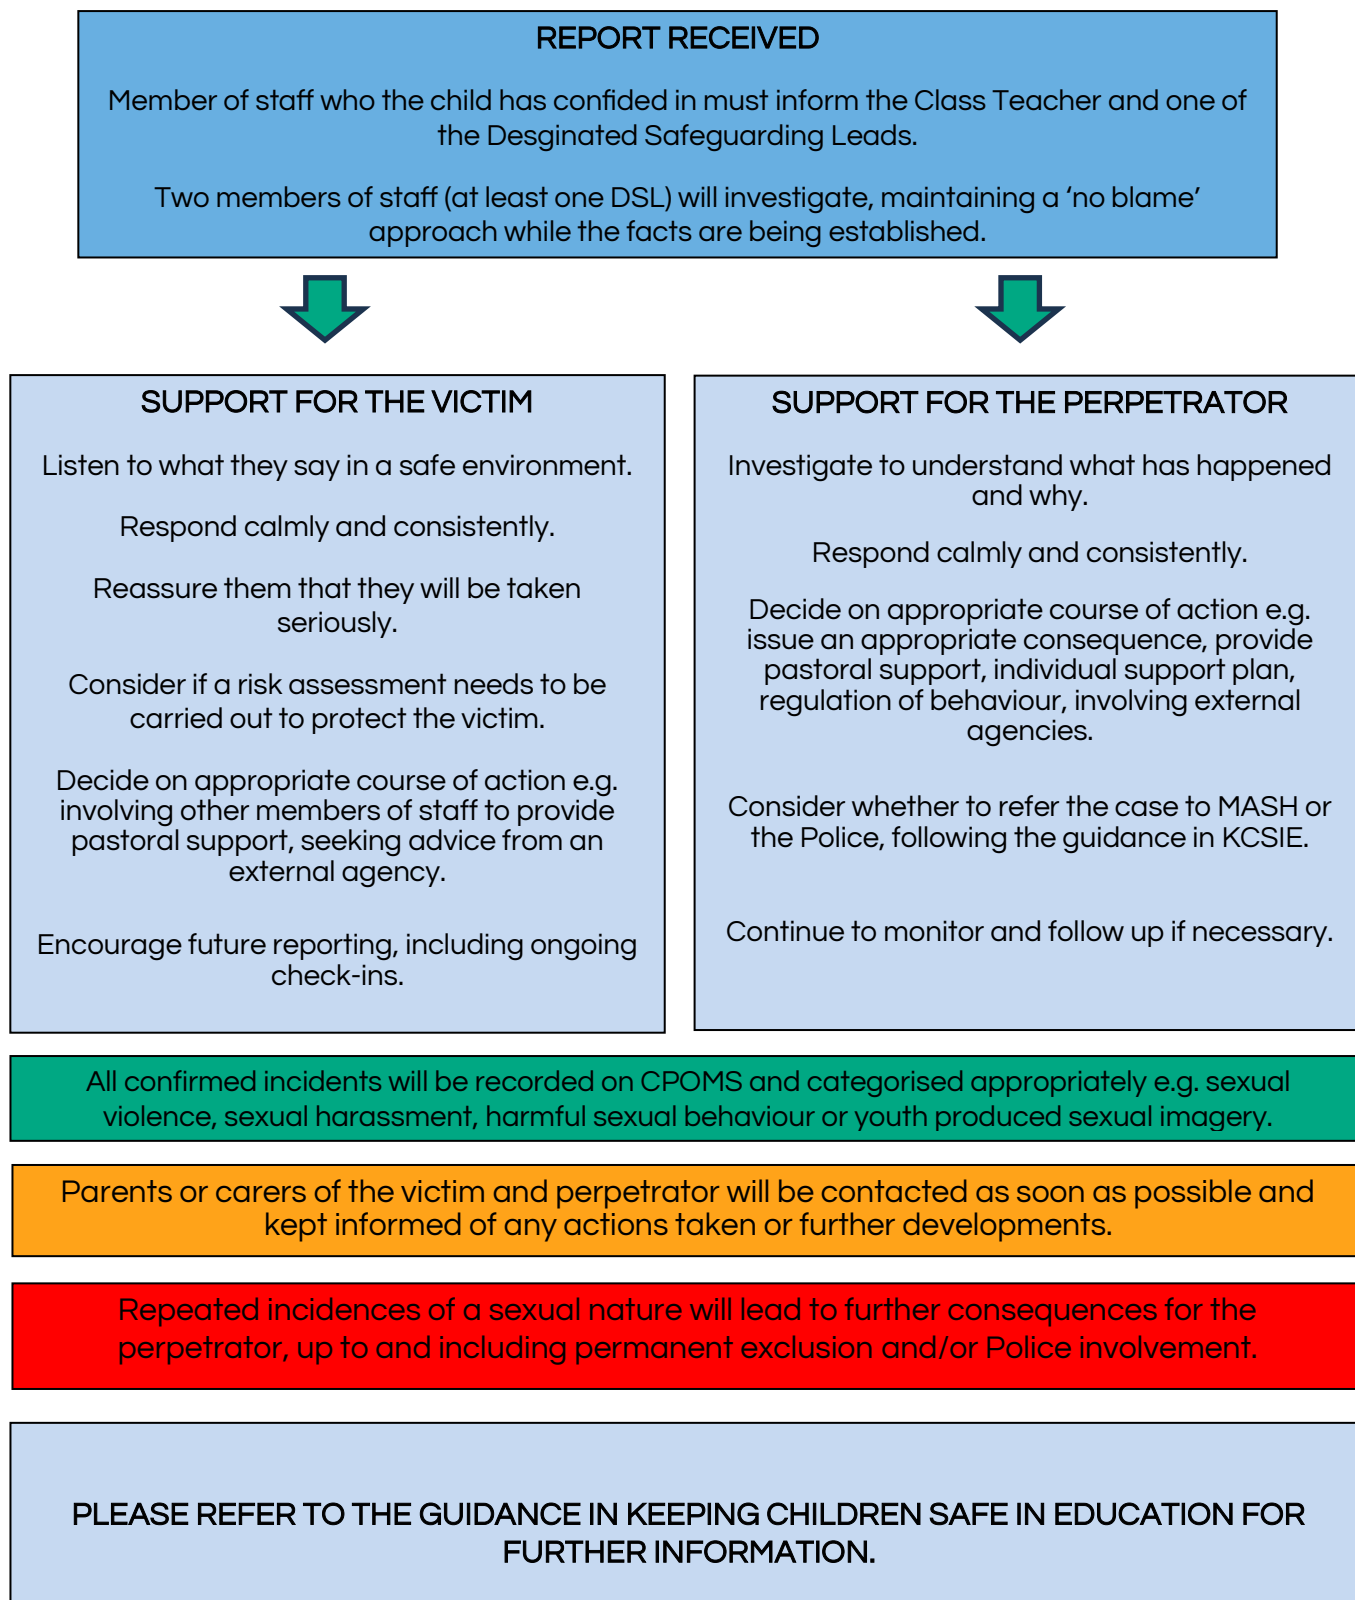 REPORT RECEIVED
Member of staff who the child has confided in must inform the Class Teacher and one of
the Desginated Safeguarding Leads.
Two members of staff (at least one DSL) will investigate, maintaining a ‘no blame’
approach while the facts are being established.
SUPPORT FOR THE VICTIM
Listen to what they say in a safe environment.
Respond calmly and consistently.
Reassure them that they will be taken
seriously.
Consider if a risk assessment needs to be
carried out to protect the victim.
Decide on appropriate course of action e.g.
involving other members of staff to provide
pastoral support, seeking advice from an
external agency.
Encourage future reporting, including ongoing
check-ins.
SUPPORT FOR THE PERPETRATOR
Investigate to understand what has happened
and why.
Respond calmly and consistently.
Decide on appropriate course of action e.g.
issue an appropriate consequence, provide
pastoral support, individual support plan,
regulation of behaviour, involving external
agencies.
Consider whether to refer the case to MASH or
the Police, following the guidance in KCSIE.
Continue to monitor and follow up if necessary.
All confirmed incidents will be recorded on CPOMS and categorised appropriately e.g. sexual
violence, sexual harassment, harmful sexual behaviour or youth produced sexual imagery.
Parents or carers of the victim and perpetrator will be contacted as soon as possible and
kept informed of any actions taken or further developments.
Repeated incidences of a sexual nature will lead to further consequences for the
perpetrator, up to and including permanent exclusion and/or Police involvement.
PLEASE REFER TO THE GUIDANCE IN KEEPING CHILDREN SAFE IN EDUCATION FOR
FURTHER INFORMATION.